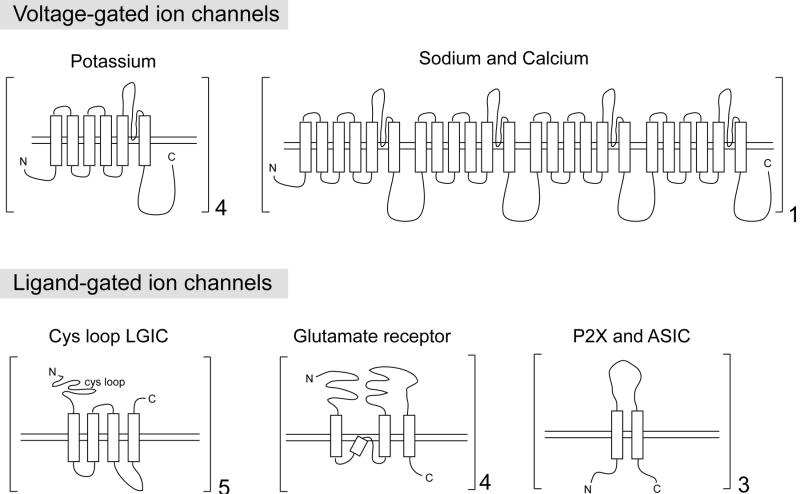 Voltage-gated ion channels
Potassium
Sodium and Calcium
N
C
4
N
C
1
Ligand-gated ion channels
Cys loop LGIC
Glutamate receptor
P2X and ASIC
N
cys loop
C
5
N
C
4
N
C
3